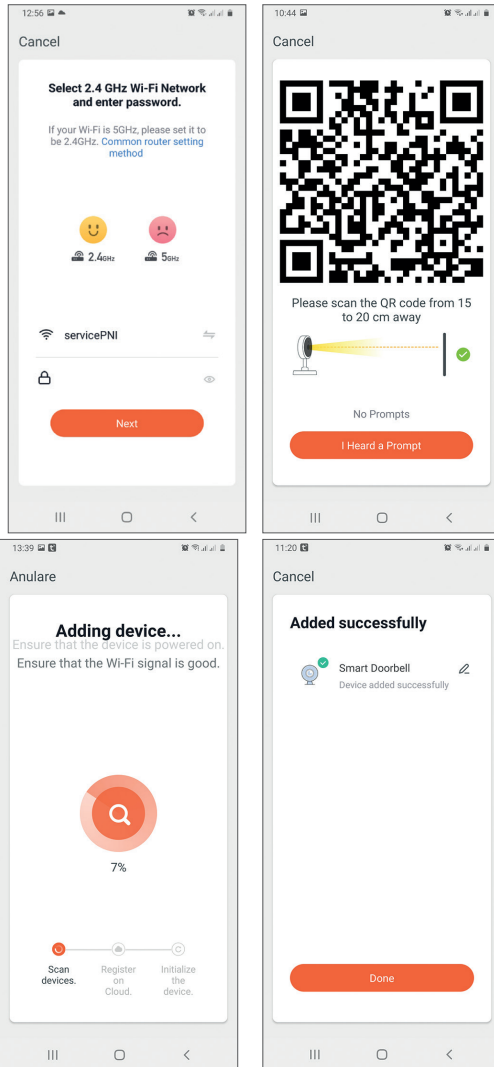 12:56
Cancel
Select 2.4 GHz Wi-Fi Network
and enter password.
If your Wi-Fi is 5GHz, please set it to
be 2.4GHz. Common router setting
method
2.4GHz
5GHz
servicePNI
Next
10:44
Cancel
Please scan the QR code from 15
to 20 cm away
No Prompts
I Heard a Prompt
13:39
Anulare
Adding device...
Ensure that the device is powered on.
Ensure that the Wi-Fi signal is good.
7%
Scan
devices.
Register
on
Cloud.
Initialize
the
device.
11:20
Cancel
Added successfully
Smart Doorbell
Device added successfully
Done